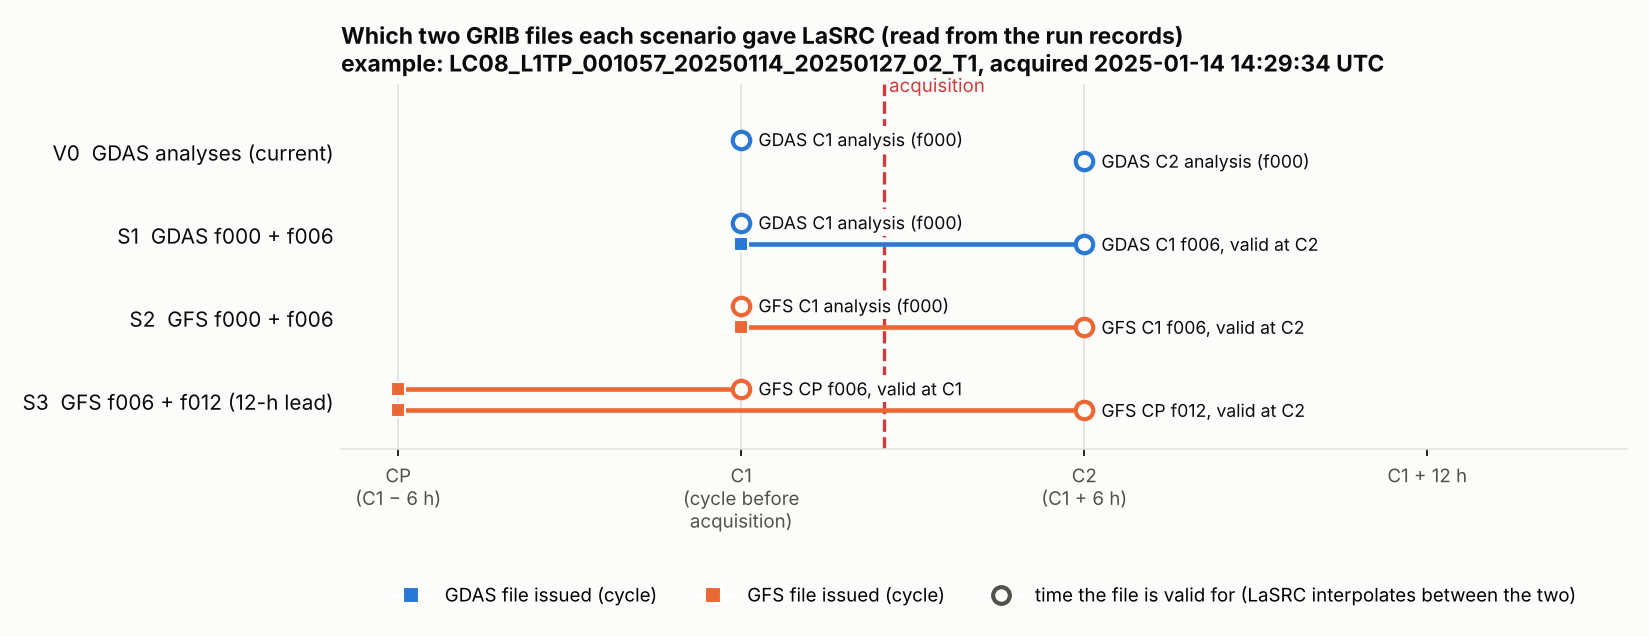 Which two GRIB files each scenario gave LaSRC (read from the run records)
example: LC08_L1TP_001057_20250114_20250127_02_T1, acquired 2025-01-14 14:29:34 UTC
acquisition
V0 GDAS analyses (current)
GDAS C1 analysis (f000)
GDAS C2 analysis (f000)
S1 GDAS f000 + f006
GDAS C1 analysis (f000)
GDAS C1 f006, valid at C2
S2 GFS f000 + f006
GFS C1 analysis (f000)
GFS C1 f006, valid at C2
S3 GFS f006 + f012 (12-h lead)
GFS CP f006, valid at C1
GFS CP f012, valid at C2
CP
(C1 − 6 h)
C1
(cycle before
acquisition)
C2
(C1 + 6 h)
C1 + 12 h
GDAS file issued (cycle)
GFS file issued (cycle)
time the file is valid for (LaSRC interpolates between the two)